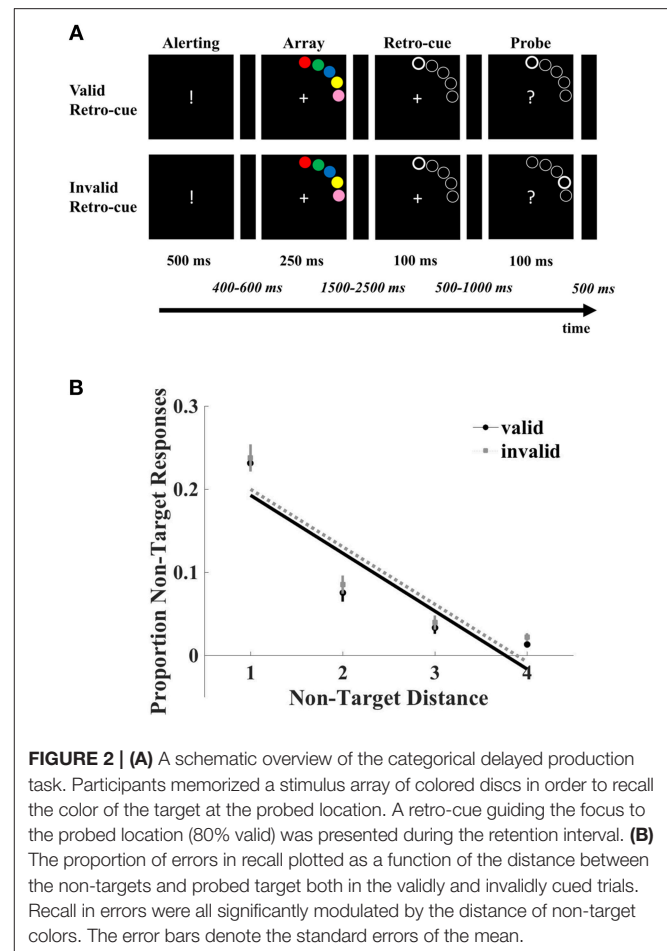 A
Alerting Array Retro-cue Probe
Valid
Retro-cue
! + + ?
Invalid
Retro-cue
! + + ?
500 ms 250 ms 100 ms 100 ms
400-600 ms 1500-2500 ms 500-1000 ms 500 ms
time
B
Proportion Non-Target Responses
0.3
0.2
0.1
0
valid
invalid
1 2 3 4
Non-Target Distance
FIGURE 2 | (A) A schematic overview of the categorical delayed production
task. Participants memorized a stimulus array of colored discs in order to recall
the color of the target at the probed location. A retro-cue guiding the focus to
the probed location (80% valid) was presented during the retention interval. (B)
The proportion of errors in recall plotted as a function of the distance between
the non-targets and probed target both in the validly and invalidly cued trials.
Recall in errors were all significantly modulated by the distance of non-target
colors. The error bars denote the standard errors of the mean.